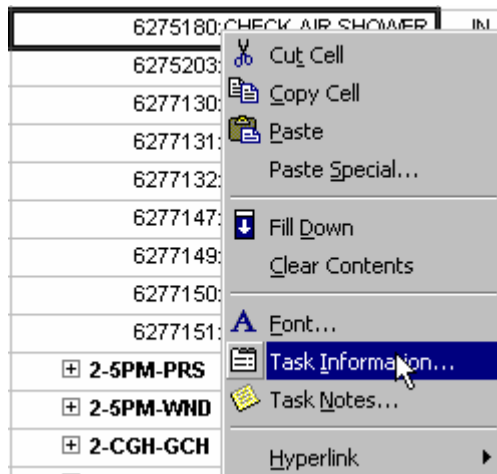 6275180:CHECK AIR SHOWER IN
6275203:
Cut Cell
6277130:
Copy Cell
6277131:
Paste
6277132:
Paste Special...
6277147:
Fill Down
6277149:
Clear Contents
6277150:
Font...
6277151:
Task Information...
2-5PM-PRS
Task Notes...
2-5PM-WND
2-CGH-GCH
Hyperlink